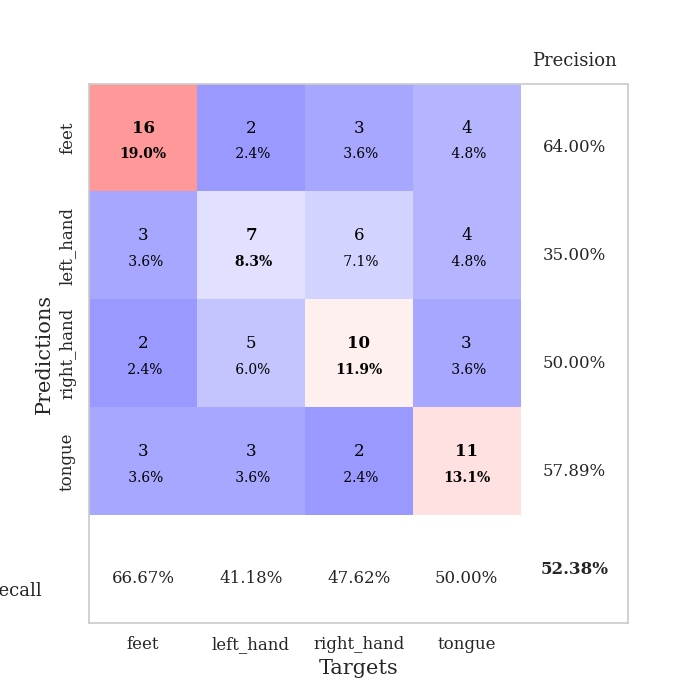 Precision
feet
16 2 3 4
64.00%
19.0% 2.4% 3.6% 4.8%
left_hand
3 7 6 4
35.00%
3.6% 8.3% 7.1% 4.8%
Predictions
right_hand
2 5 10 3
50.00%
2.4% 6.0% 11.9% 3.6%
tongue
3 3 2 11
57.89%
3.6% 3.6% 2.4% 13.1%
ecall
66.67% 41.18% 47.62% 50.00% 52.38%
feet left_hand right_hand tongue
Targets